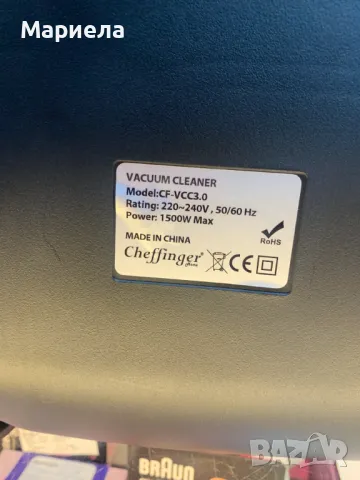 Мариела
VACUUM CLEANER
Model:CF-VCC3.0
Rating: 220~240V , 50/60 Hz
Power: 1500W Max
RoHS
MADE IN CHINA
Cheffinger
CE
BRAUN
bazar